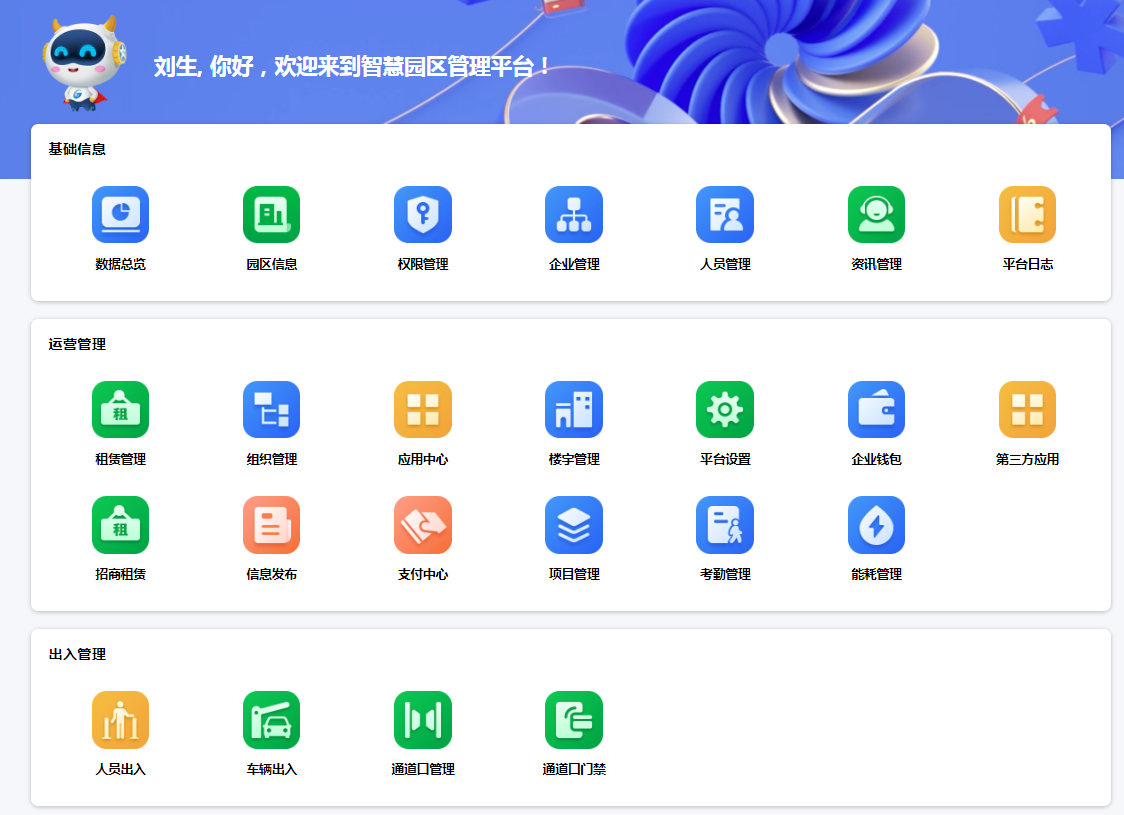 刘生, 你好，欢迎来到智慧园区管理平台！
基础信息
数据总览 园区信息 权限管理 企业管理 人员管理 资讯管理 平台日志
运营管理
租
租赁管理 组织管理 应用中心 楼宇管理 平台设置 企业钱包 第三方应用
租
招商租赁 信息发布 支付中心 项目管理 考勤管理 能耗管理
出入管理
人员出入 车辆出入 通道口管理 通道口门禁